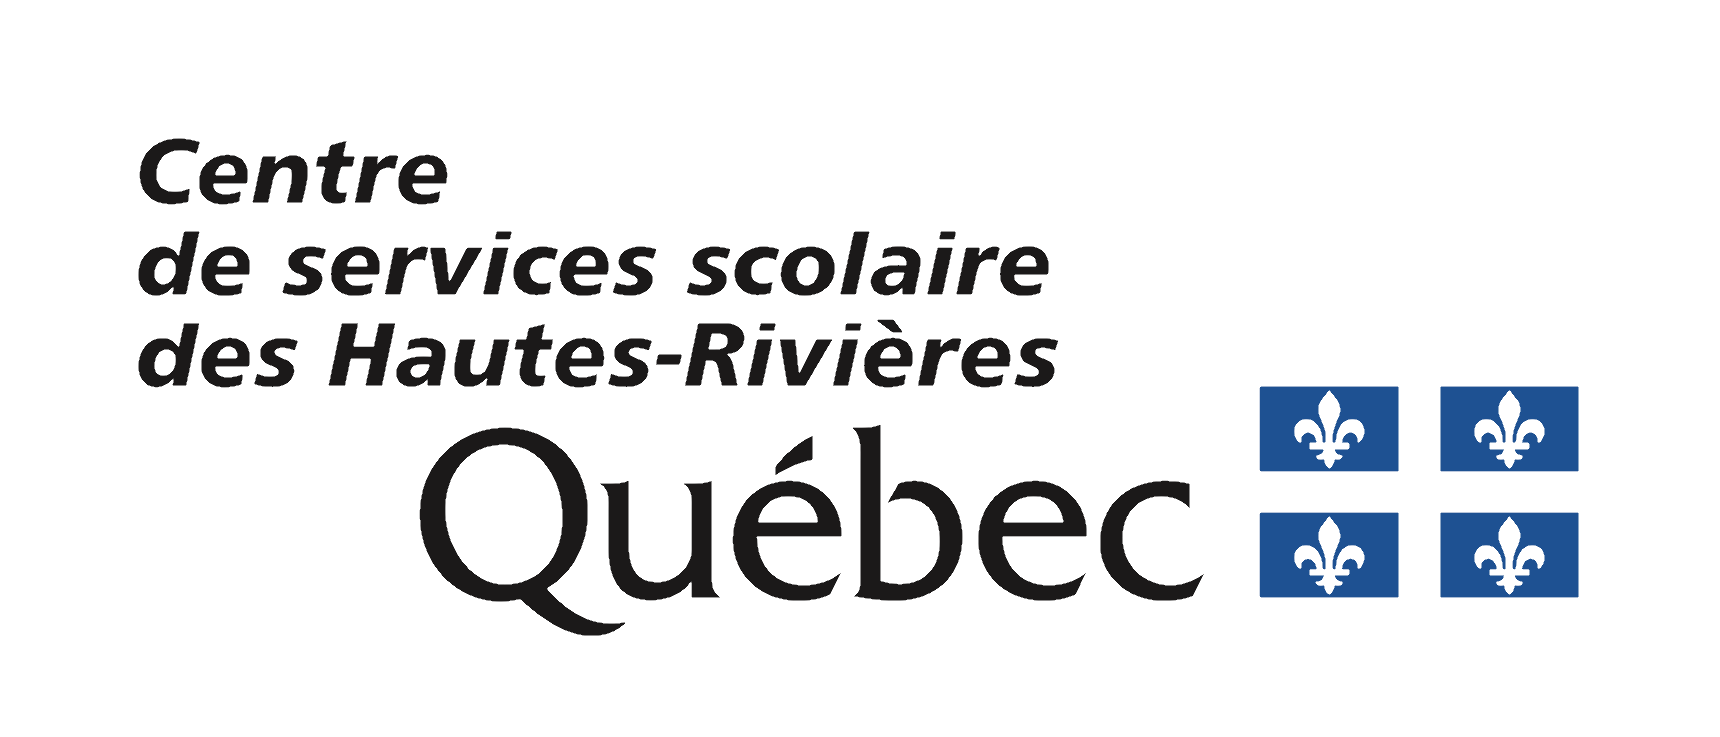 Centre
de services scolaire
des Hautes-Rivières
Québec